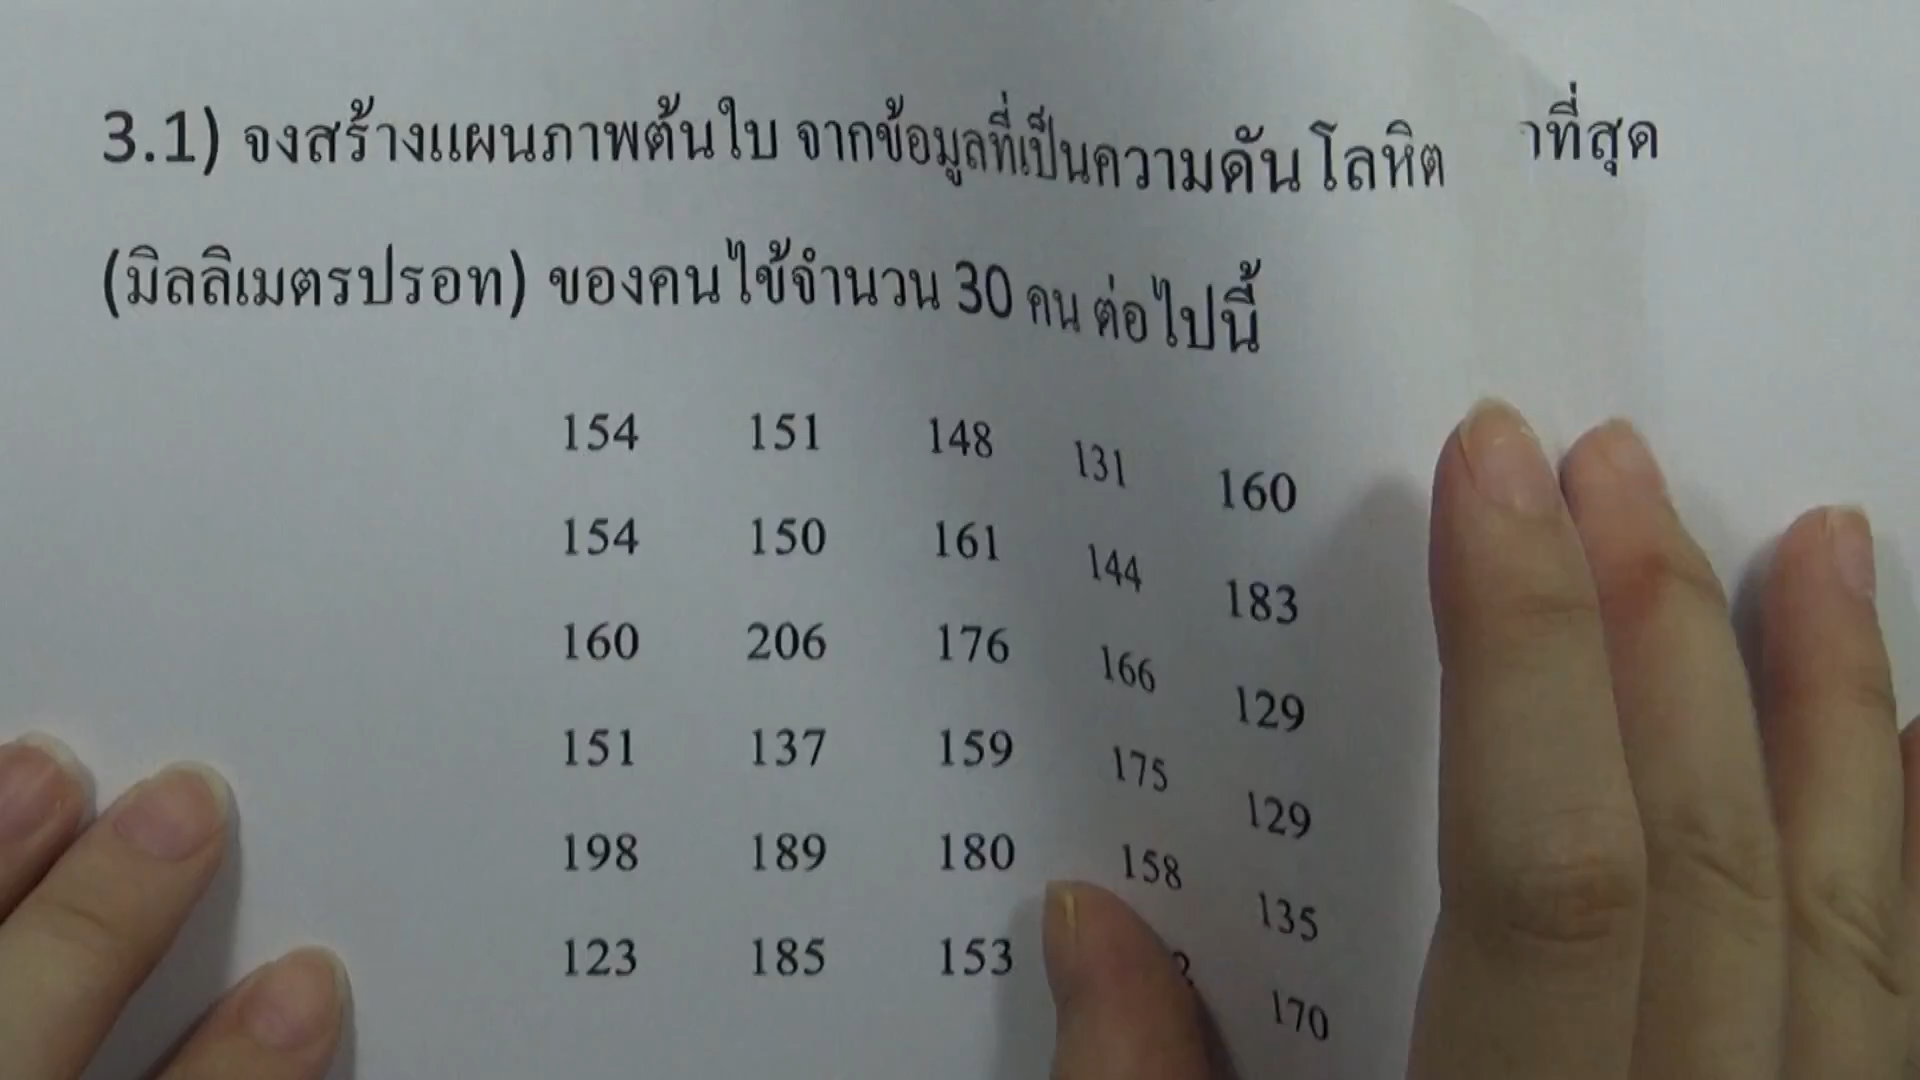 3.1) จงสร้างแผนภาพต้นใบ จากข้อมูลที่เป็นความดันโลหิต าที่สุด
(มิลลิเมตรปรอท) ของคนไข้จำนวน 30 คน ต่อไปนี้
154 151 148 131 160
154 150 161 144 183
160 206 176 166 129
151 137 159 175 129
198 189 180 158 135
123 185 153 170